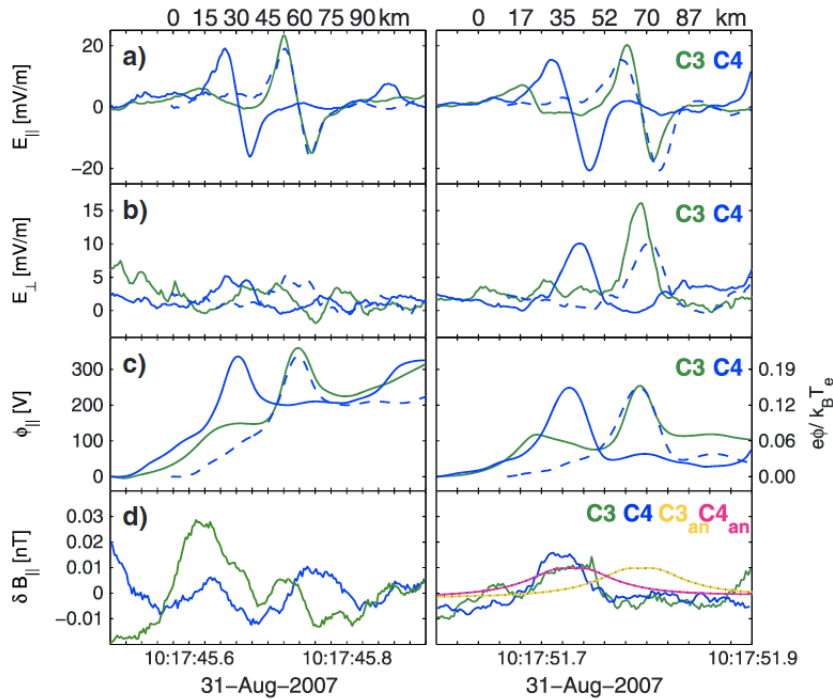 0 15 30 45 60 75 90 km
0 17 35 52 70 87 km
a)
C3 C4
E|| [mV/m]
20
0
−20
b)
C3 C4
E⊥ [mV/m]
15
10
5
0
c)
C3 C4
ϕ|| [V]
300
200
100
0
0.19
0.13
0.06
0.00
eϕ/ kBTe
d)
C3 C4 C3an C4an
δ B|| [nT]
0.03
0.02
0.01
0
−0.01
10:17:45.6 10:17:45.8
10:17:51.7 10:17:51.9
31−Aug−2007
31−Aug−2007